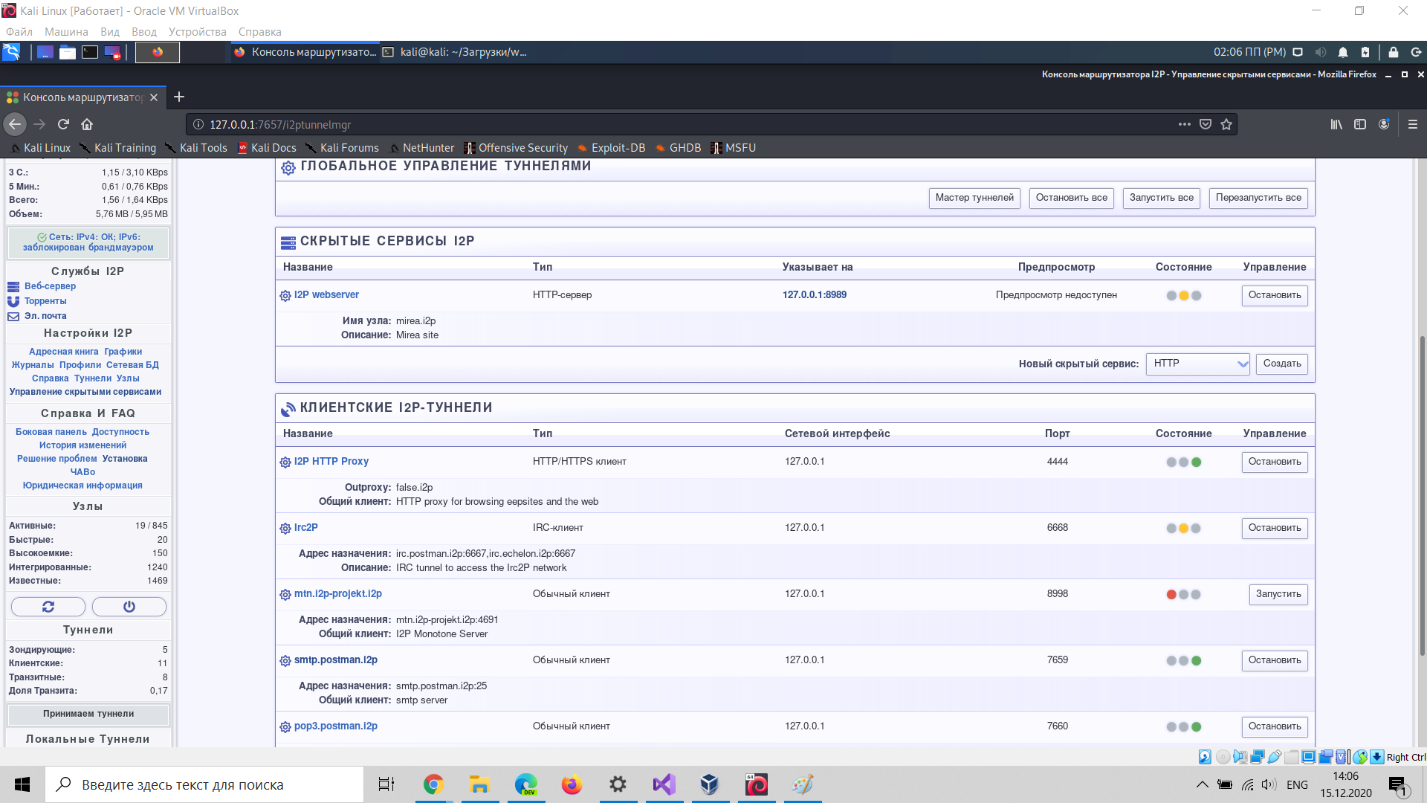 Kali Linux [Работает] - Oracle VM VirtualBox
Файл Машина Вид Ввод Устройства Справка
Консоль маршрутизато... kali@kali: ~/Загрузки/w... 02:06 ПП (PM)
Консоль маршрутизатора I2P - Управление скрытыми сервисами - Mozilla Firefox
Консоль маршрутизатор
127.0.0.1:7657/i2ptunnelmgr
Kali Linux Kali Training Kali Tools Kali Docs Kali Forums NetHunter Offensive Security Exploit-DB GHDB MSFU
3 С.: 1,15 / 3,10 KBps
5 Мин.: 0,61 / 0,76 KBps
Всего: 1,56 / 1,64 KBps
Объем: 5,76 MB / 5,95 MB
Сеть: IPv4: OK; IPv6:
заблокирован брандмауэром
Службы I2P
Веб-сервер
Торренты
Эл. почта
Настройки I2P
Адресная книга Графики
Журналы Профили Сетевая БД
Справка Туннели Узлы
Управление скрытыми сервисами
Справка И FAQ
Боковая панель Доступность
История изменений
Решение проблем Установка
ЧАВо
Юридическая информация
Узлы
Активные: 19 / 845
Быстрые: 20
Высокоемкие: 150
Интегрированные: 1240
Известные: 1469
Туннели
Зондирующие: 5
Клиентские: 11
Транзитные: 8
Доля Транзита: 0,17
Принимаем туннели
Локальные Туннели
ГЛОБАЛЬНОЕ УПРАВЛЕНИЕ ТУННЕЛЯМИ
Мастер туннелей Остановить все Запустить все Перезапустить все
СКРЫТЫЕ СЕРВИСЫ I2P
Название Тип Указывает на Предпросмотр Состояние Управление
I2P webserver HTTP-сервер 127.0.0.1:8989 Предпросмотр недоступен Остановить
Имя узла: mirea.i2p
Описание: Mirea site
Новый скрытый сервис: HTTP Создать
КЛИЕНТСКИЕ I2P-ТУННЕЛИ
Название Тип Сетевой интерфейс Порт Состояние Управление
I2P HTTP Proxy HTTP/HTTPS клиент 127.0.0.1 4444 Остановить
Outproxy: false.i2p
Общий клиент: HTTP proxy for browsing eepsites and the web
Irc2P IRC-клиент 127.0.0.1 6668 Остановить
Адрес назначения: irc.postman.i2p:6667,irc.echelon.i2p:6667
Описание: IRC tunnel to access the Irc2P network
mtn.i2p-projekt.i2p Обычный клиент 127.0.0.1 8998 Запустить
Адрес назначения: mtn.i2p-projekt.i2p:4691
Общий клиент: I2P Monotone Server
smtp.postman.i2p Обычный клиент 127.0.0.1 7659 Остановить
Адрес назначения: smtp.postman.i2p:25
Общий клиент: smtp server
pop3.postman.i2p Обычный клиент 127.0.0.1 7660 Остановить
Right Ctrl
Введите здесь текст для поиска
DEV
ENG
14:06
15.12.2020
1